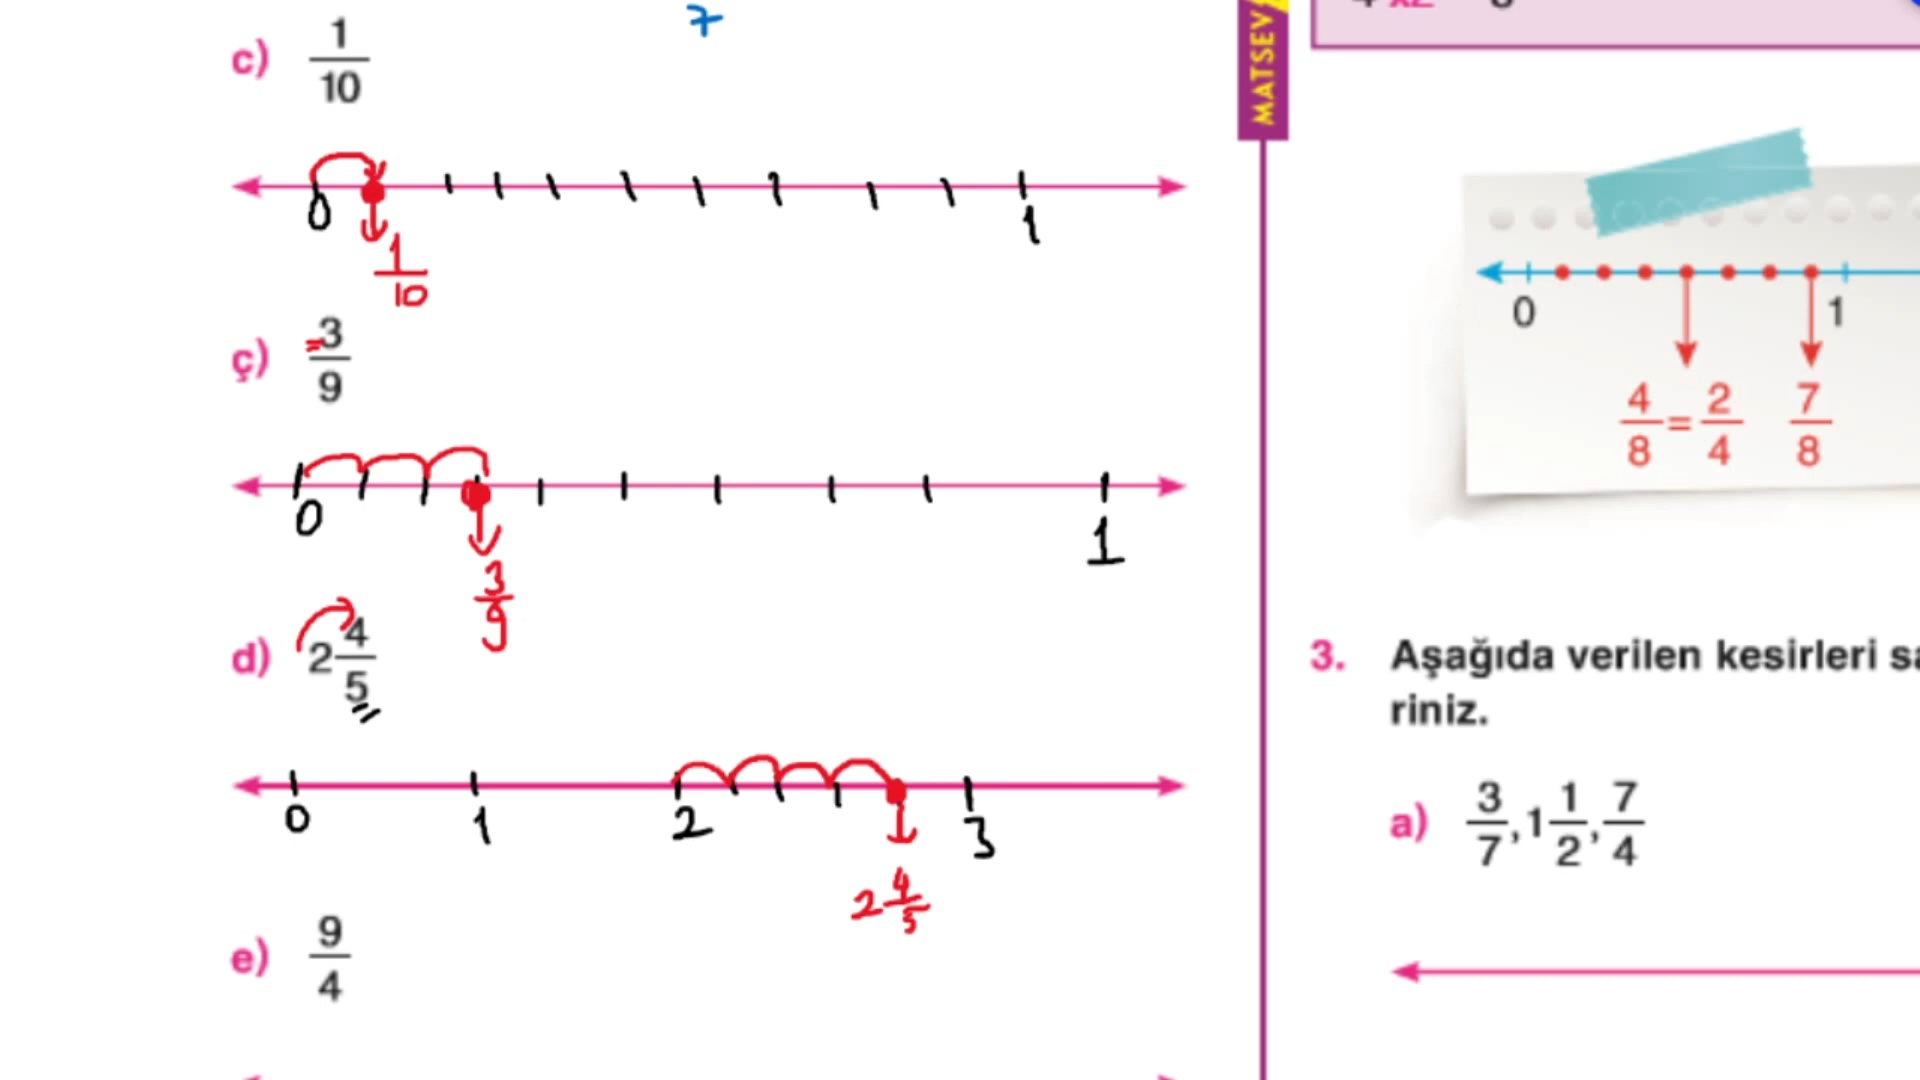 7
c) 1/10
0 1
1/10
ç) 3/9
0 1
3/9
d) 2 4/5
0 1 2 3
2 4/5
e) 9/4
MATSEV
0 1
4/8 = 2/4 7/8
3. Aşağıda verilen kesirleri
riniz.
a) 3/7, 1 1/2, 7/4